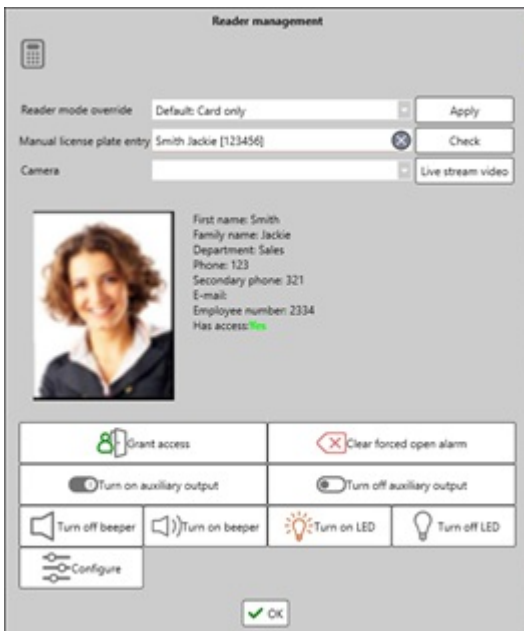 Reader management
Reader mode override Default: Card only Apply
Manual license plate entry Smith Jackie [123456] Check
Camera Live stream video
First name: Smith
Family name: Jackie
Department: Sales
Phone: 123
Secondary phone: 321
E-mail:
Employee number: 2334
Has access:Yes
Grant access Clear forced open alarm
Turn on auxiliary output Turn off auxiliary output
Turn off beeper Turn on beeper Turn on LED Turn off LED
Configure
OK